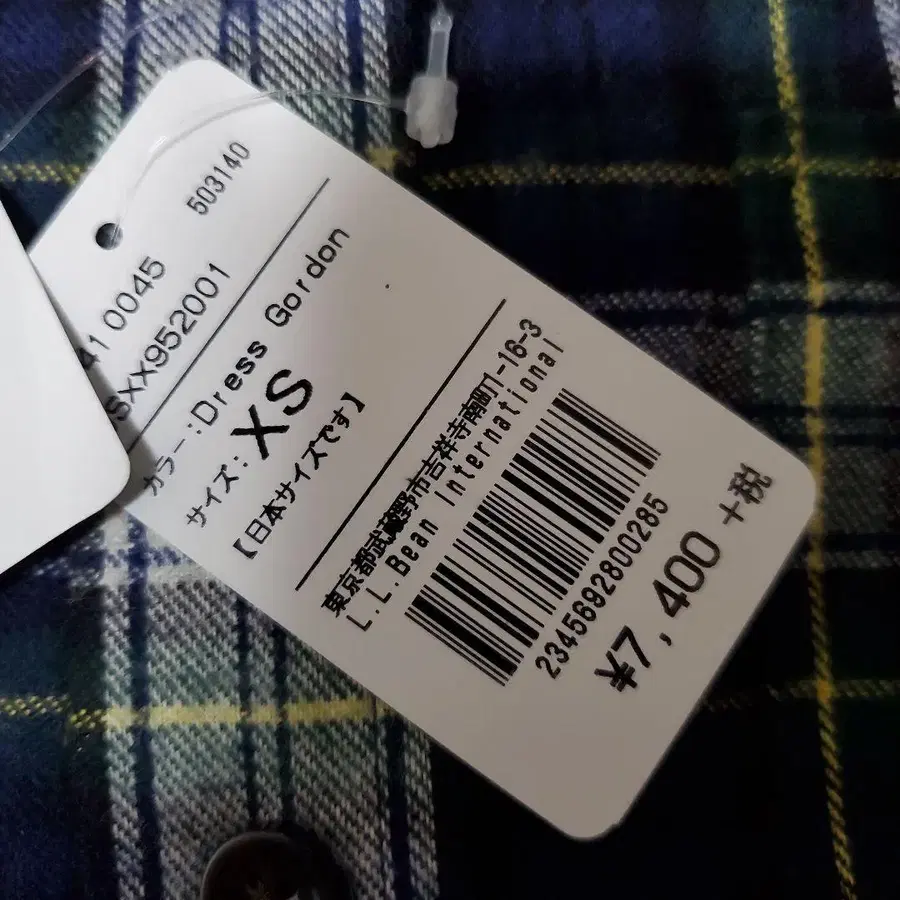 503140
41 0045
SXX952001
カラー:Dress Gordon
サイズ:XS
【日本サイズです】
東京都武蔵野市吉祥寺南町1-16-3
L.L.Bean International
2345692800285
¥7,400 +税